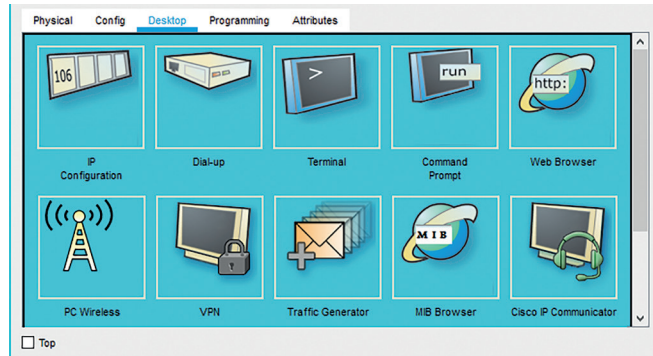 Physical Config Desktop Programming Attributes
106
>
run
http:
IP
Configuration
Dial-up
Terminal
Command
Prompt
Web Browser
MIB
PC Wireless
VPN
Traffic Generator
MIB Browser
Cisco IP Communicator
Top